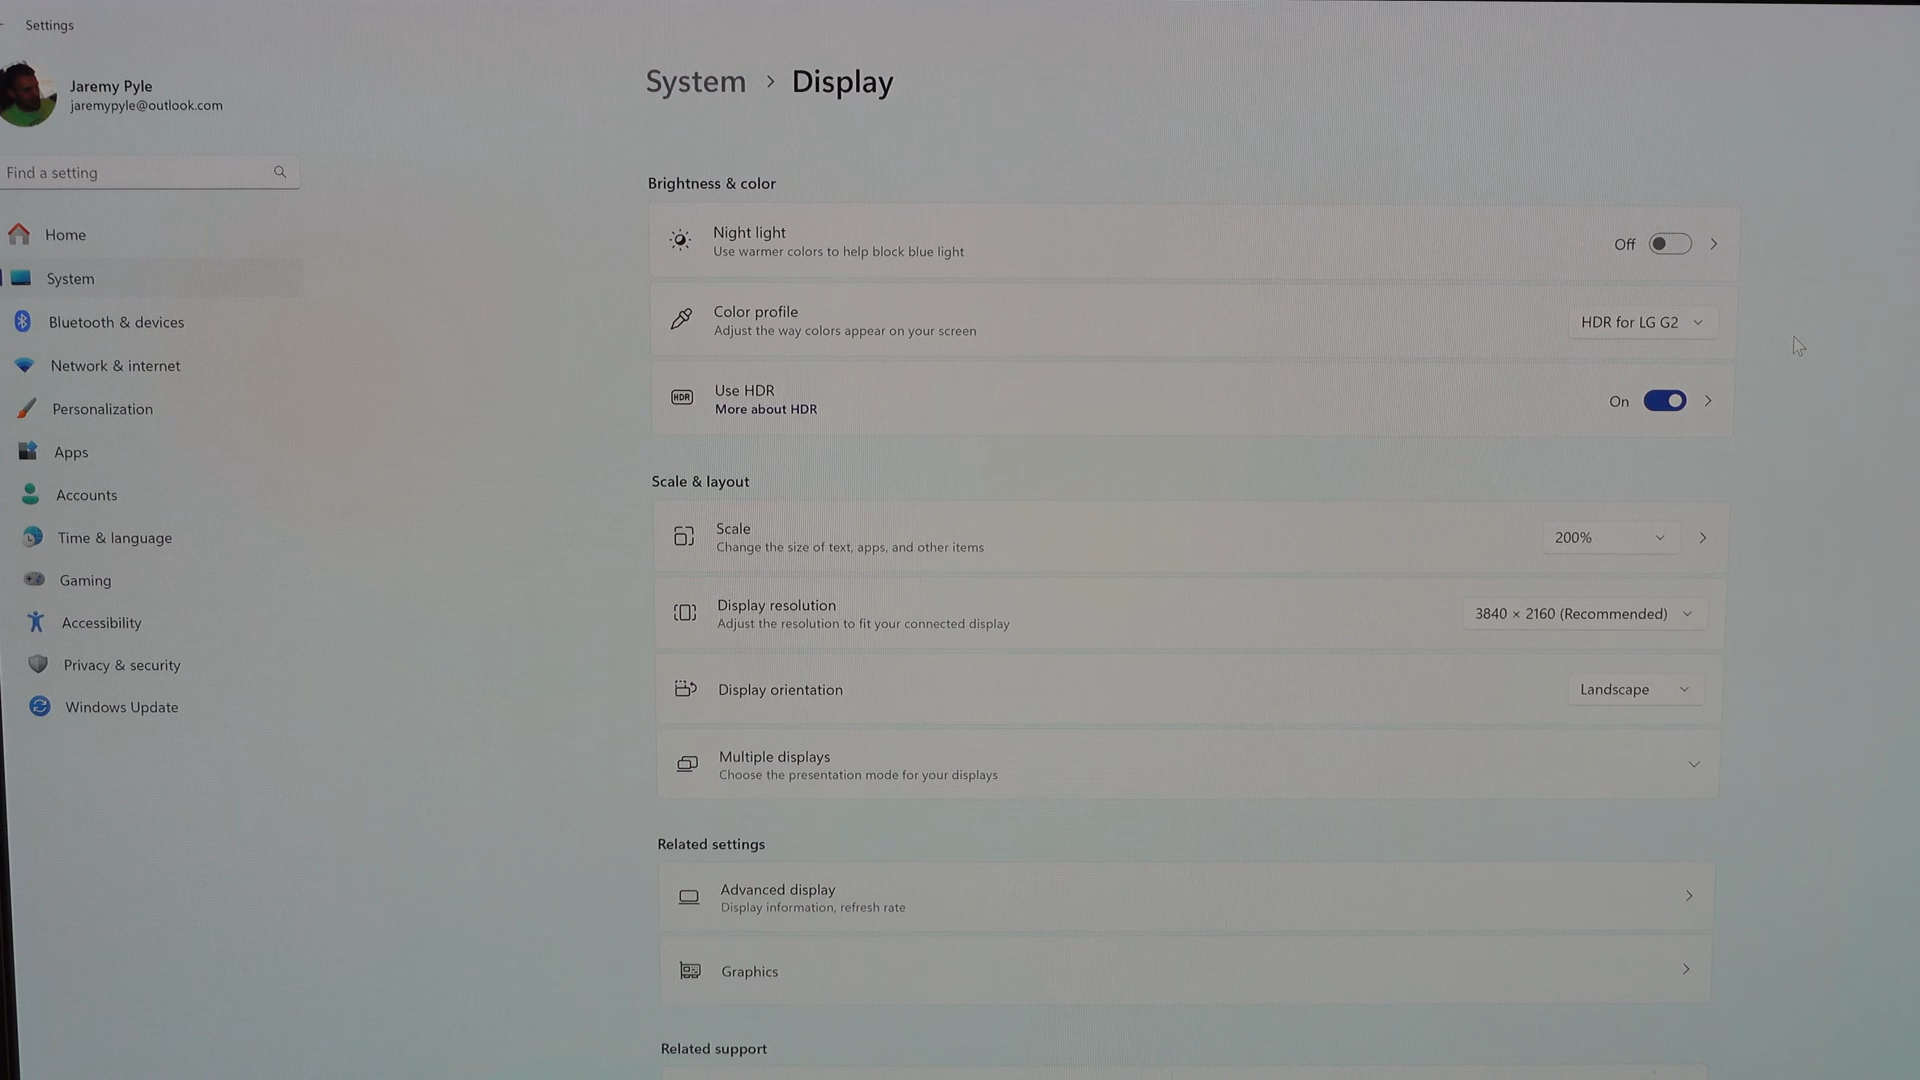 Settings
Jaremy Pyle
jaremypyle@outlook.com
Find a setting
Home
System
Bluetooth & devices
Network & internet
Personalization
Apps
Accounts
Time & language
Gaming
Accessibility
Privacy & security
Windows Update
System > Display
Brightness & color
Night light
Use warmer colors to help block blue light
Off
Color profile
Adjust the way colors appear on your screen
HDR for LG G2
HDR
Use HDR
More about HDR
On
Scale & layout
Scale
Change the size of text, apps, and other items
200%
Display resolution
Adjust the resolution to fit your connected display
3840 × 2160 (Recommended)
Display orientation
Landscape
Multiple displays
Choose the presentation mode for your displays
Related settings
Advanced display
Display information, refresh rate
Graphics
Related support